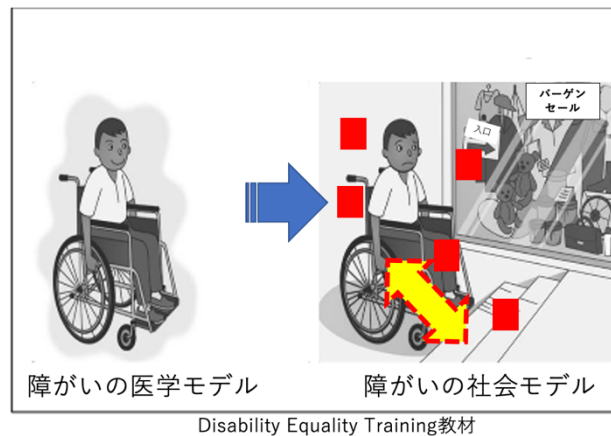 バーゲン
セール
入口
障がいの医学モデル
障がいの社会モデル
Disability Equality Training教材